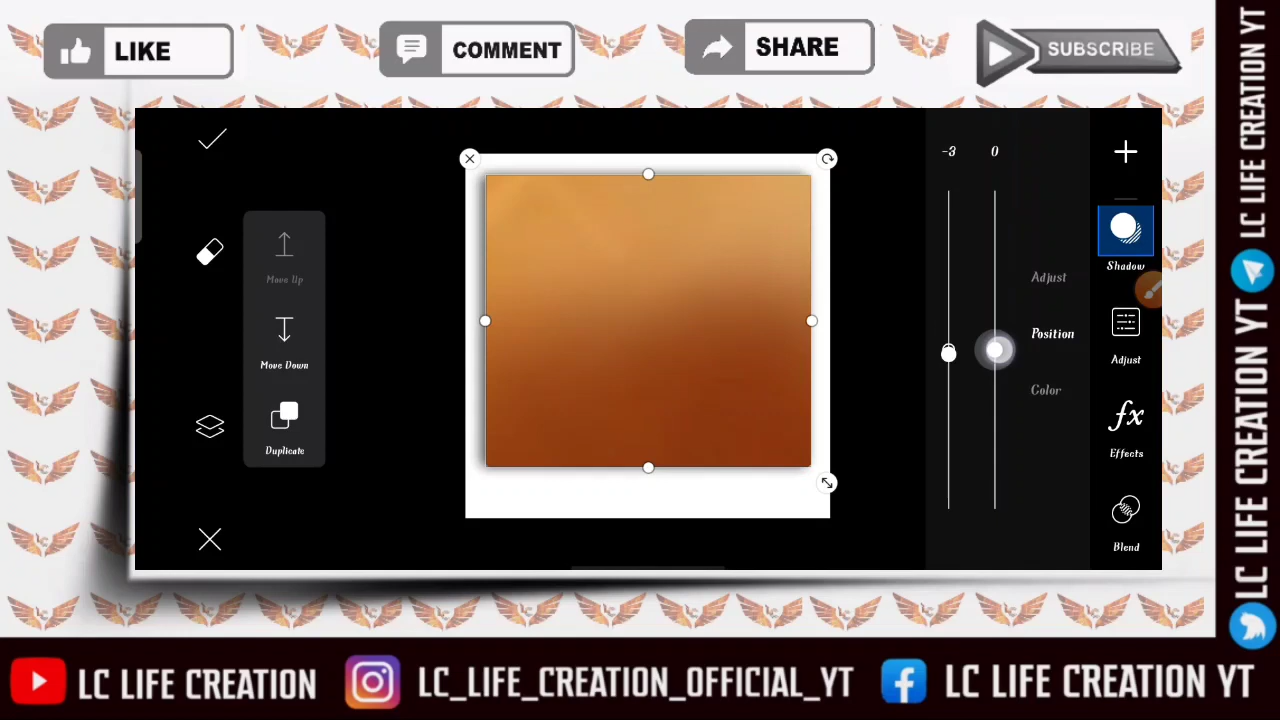 LIKE
COMMENT
SHARE
SUBSCRIBE
-3
0
Move Up
Move Down
Duplicate
Adjust
Position
Color
Shadow
Adjust
fx
Effects
Blend
LC LIFE CREATION YT
LC LIFE CREATION YT
LC LIFE CREATION
LC_LIFE_CREATION_OFFICIAL_YT
LC LIFE CREATION YT